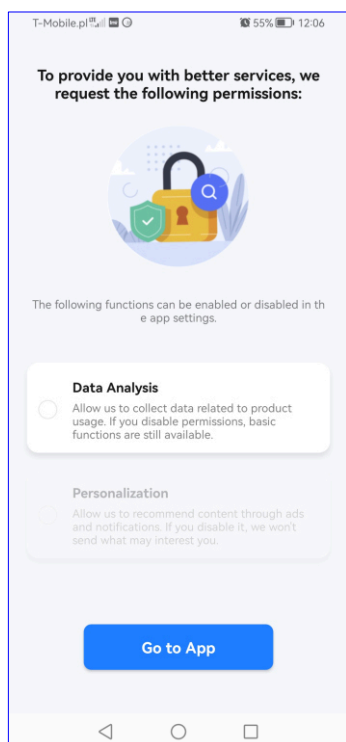 T-Mobile.pl 55% 12:06
To provide you with better services, we
request the following permissions:
The following functions can be enabled or disabled in th
e app settings.
Data Analysis
Allow us to collect data related to product
usage. If you disable permissions, basic
functions are still available.
Personalization
Allow us to recommend content through ads
and notifications. If you disable it, we won't
send what may interest you.
Go to App